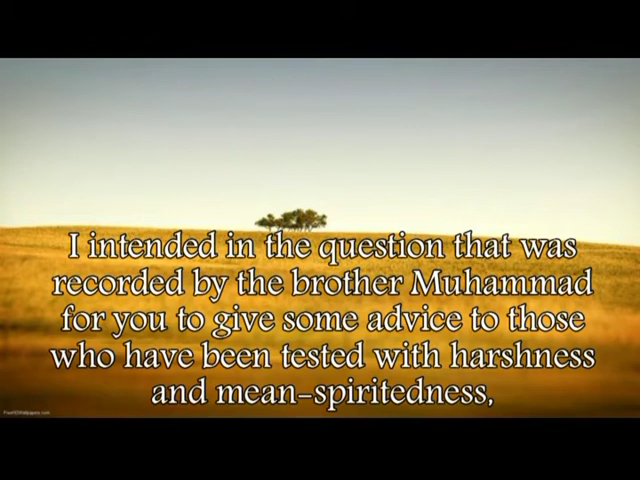 I intended in the question that was
recorded by the brother Muhammad
for you to give some advice to those
who have been tested with harshness
and mean-spiritedness,